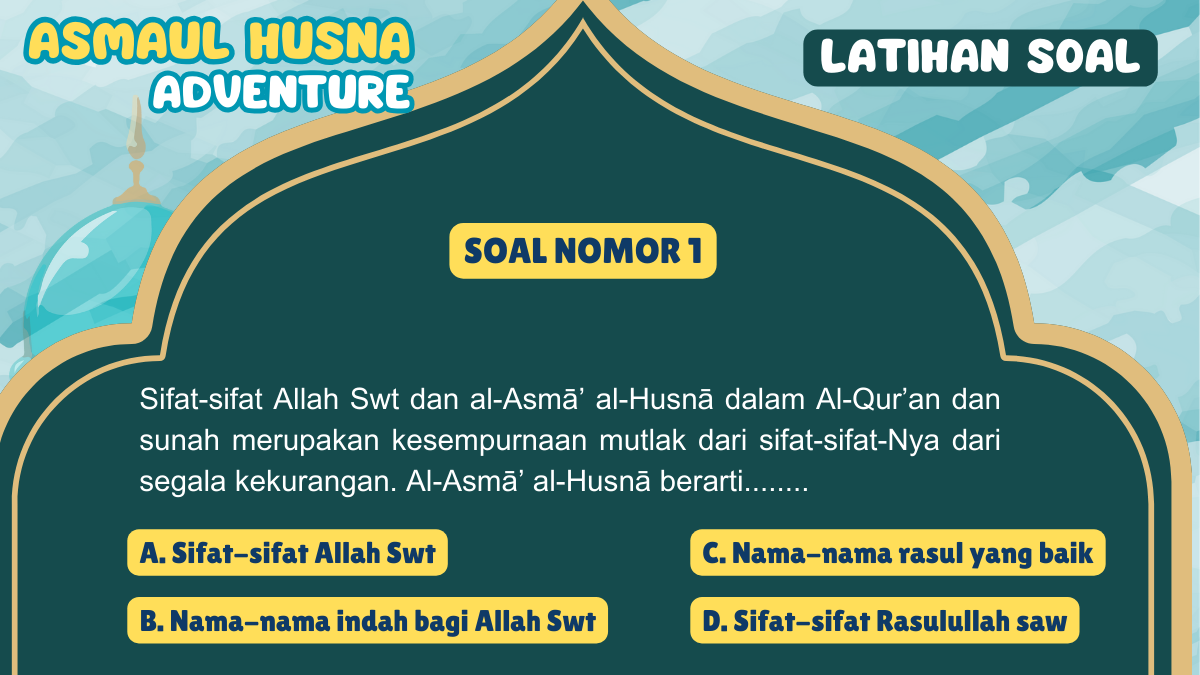 ASMAUL HUSNA
ADVENTURE
LATIHAN SOAL
SOAL NOMOR 1
Sifat-sifat Allah Swt dan al-Asmā’ al-Husnā dalam Al-Qur’an dan
sunah merupakan kesempurnaan mutlak dari sifat-sifat-Nya dari
segala kekurangan. Al-Asmā’ al-Husnā berarti........
A. Sifat-sifat Allah Swt
B. Nama-nama indah bagi Allah Swt
C. Nama-nama rasul yang baik
D. Sifat-sifat Rasulullah saw